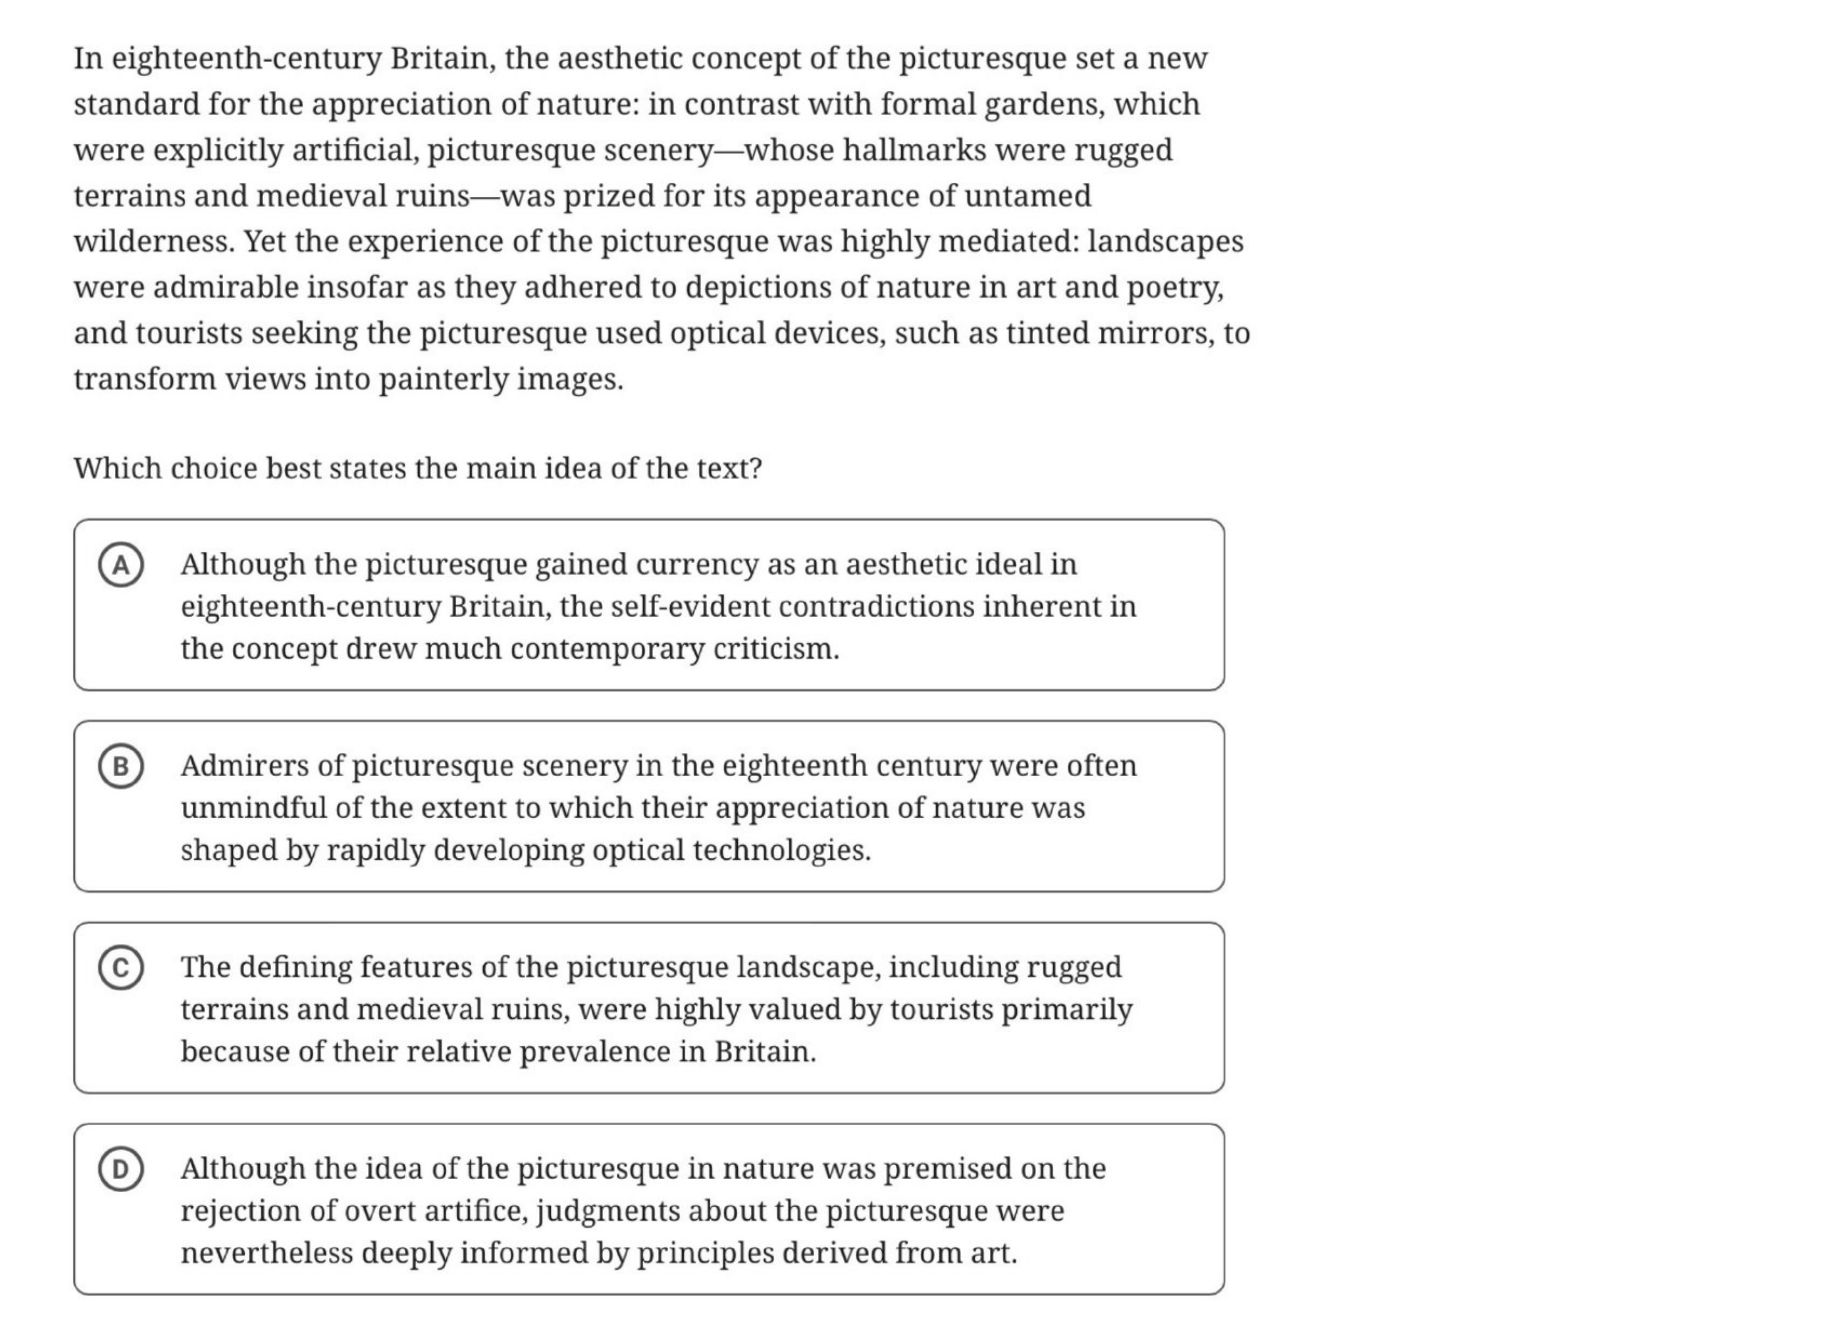 In eighteenth-century Britain, the aesthetic concept of the picturesque set a new
standard for the appreciation of nature: in contrast with formal gardens, which
were explicitly artificial, picturesque scenery—whose hallmarks were rugged
terrains and medieval ruins—was prized for its appearance of untamed
wilderness. Yet the experience of the picturesque was highly mediated: landscapes
were admirable insofar as they adhered to depictions of nature in art and poetry,
and tourists seeking the picturesque used optical devices, such as tinted mirrors, to
transform views into painterly images.
Which choice best states the main idea of the text?
A Although the picturesque gained currency as an aesthetic ideal in
eighteenth-century Britain, the self-evident contradictions inherent in
the concept drew much contemporary criticism.
B Admirers of picturesque scenery in the eighteenth century were often
unmindful of the extent to which their appreciation of nature was
shaped by rapidly developing optical technologies.
C The defining features of the picturesque landscape, including rugged
terrains and medieval ruins, were highly valued by tourists primarily
because of their relative prevalence in Britain.
D Although the idea of the picturesque in nature was premised on the
rejection of overt artifice, judgments about the picturesque were
nevertheless deeply informed by principles derived from art.